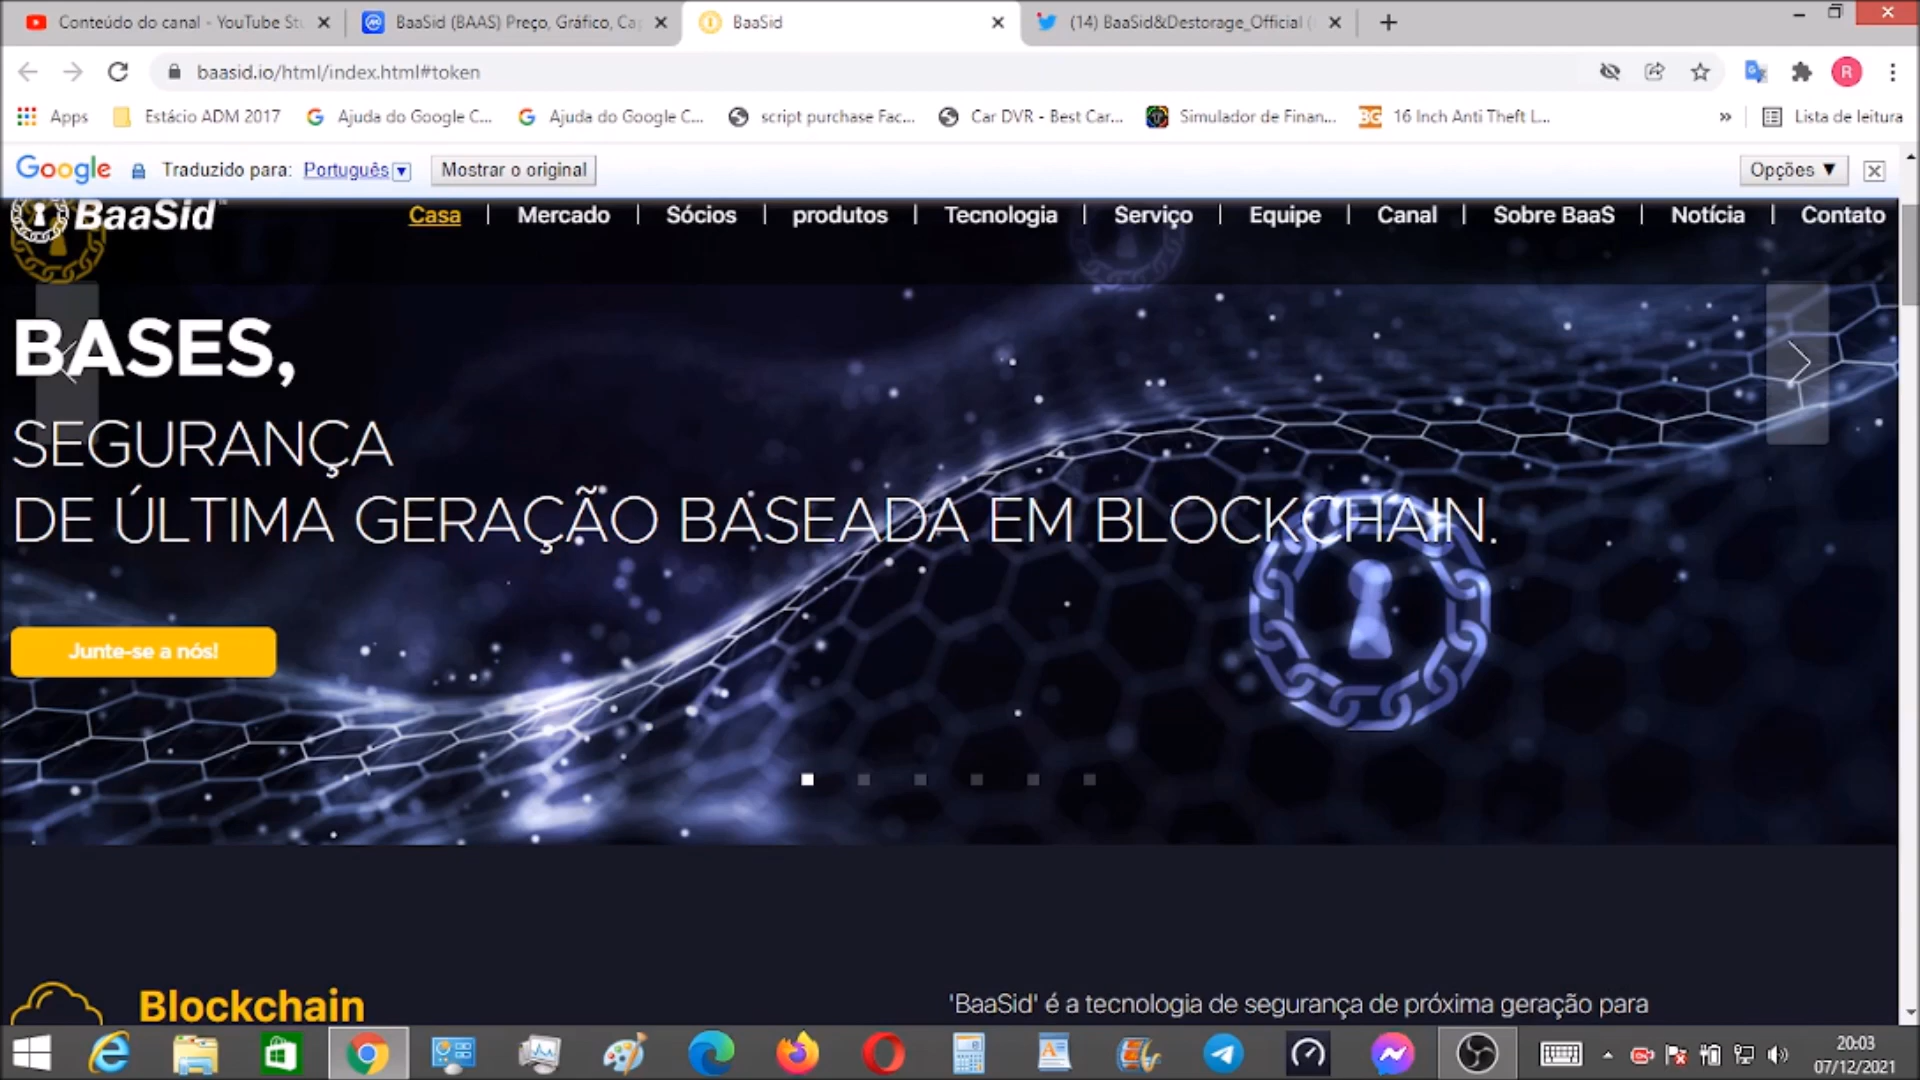 Conteúdo do canal - YouTube Stu
BaaSid (BAAS) Preço, Gráfico, Ca
BaaSid
(14) BaaSid&Destorage_Official (
baasid.io/html/index.html#token
R
Apps
Estácio ADM 2017
Ajuda do Google C...
Ajuda do Google C...
script purchase Fac...
Car DVR - Best Car...
Simulador de Finan...
BG
16 Inch Anti Theft L...
»
Lista de leitura
Google
Traduzido para:
Português
Mostrar o original
Opções ▼
BaaSid
Casa | Mercado | Sócios | produtos | Tecnologia | Serviço | Equipe | Canal | Sobre BaaS | Notícia | Contato
BASES,
SEGURANÇA
DE ÚLTIMA GERAÇÃO BASEADA EM BLOCKCHAIN.
Junte-se a nós!
Blockchain
'BaaSid' é a tecnologia de segurança de próxima geração para
20:03
07/12/2021